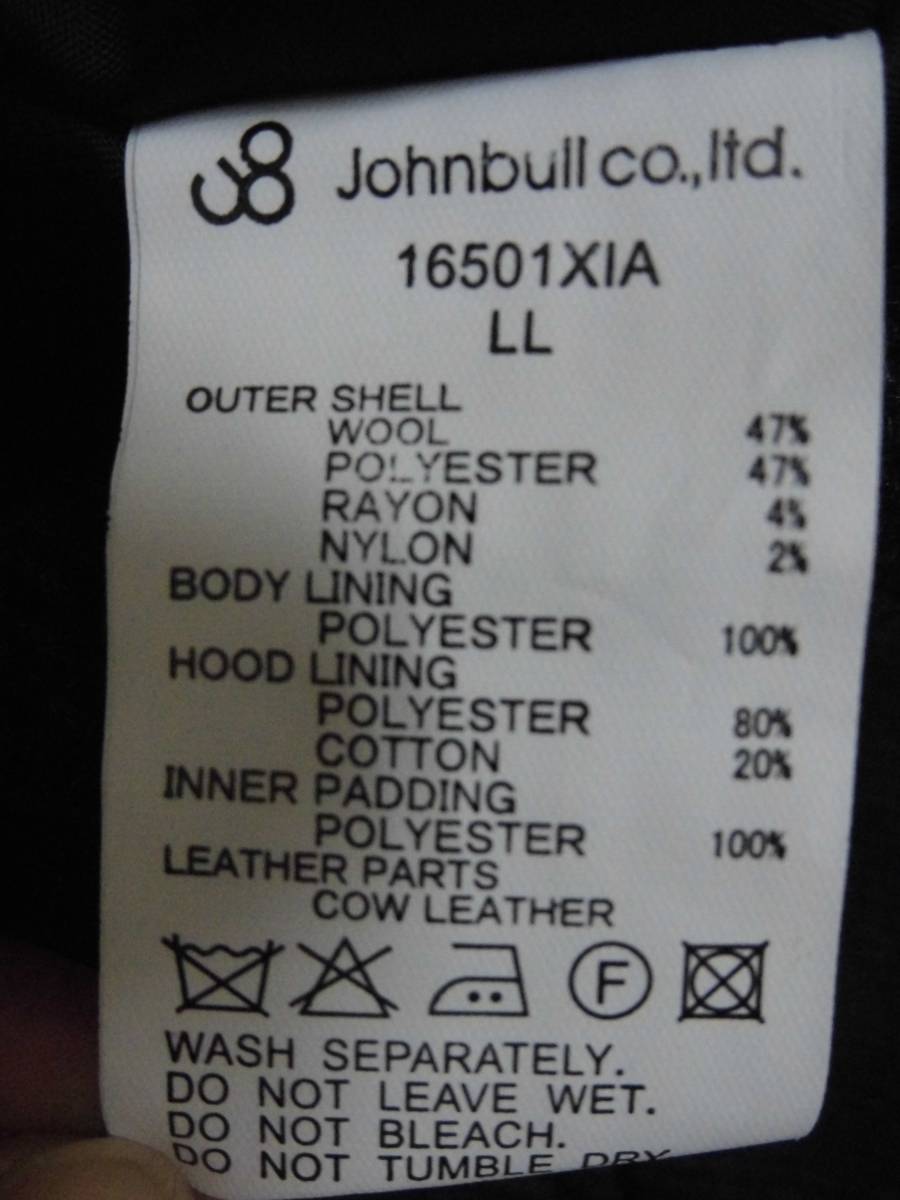 Johnbull co.,ltd.
16501XIA
LL
OUTER SHELL
WOOL 47%
POLYESTER 47%
RAYON 4%
NYLON 2%
BODY LINING
POLYESTER 100%
HOOD LINING
POLYESTER 80%
COTTON 20%
INNER PADDING
POLYESTER 100%
LEATHER PARTS
COW LEATHER
F
WASH SEPARATELY.
DO NOT LEAVE WET.
DO NOT BLEACH.
DO NOT TUMBLE DRY